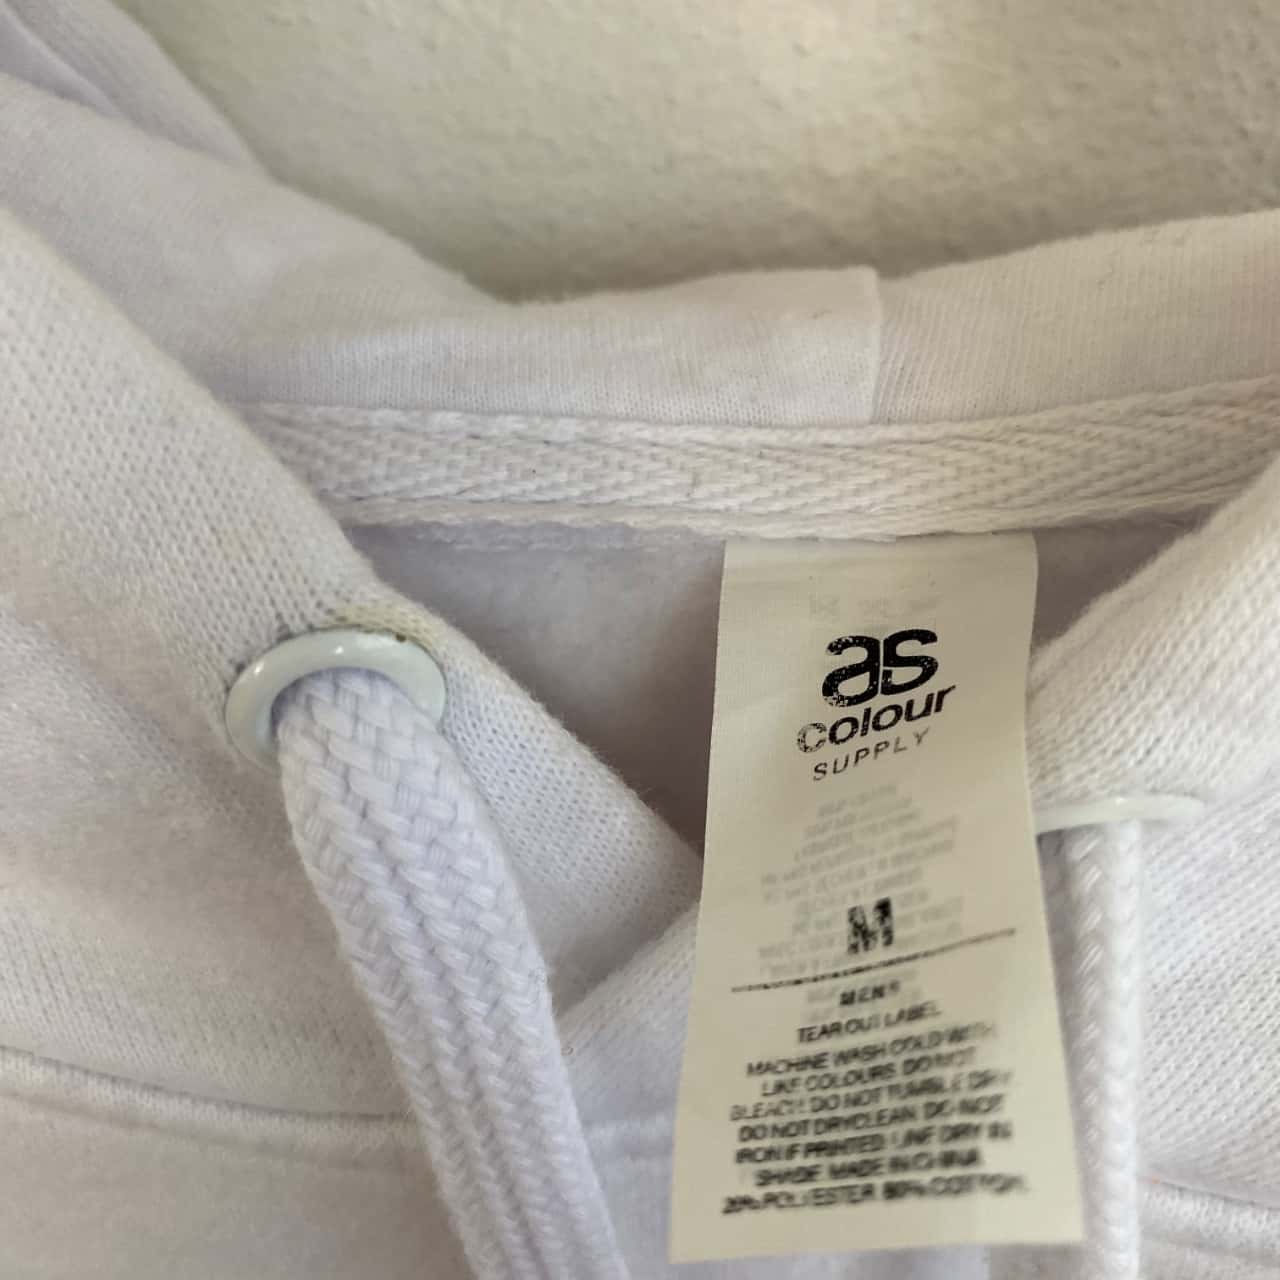 as
colour
SUPPLY
M
MENS
TEAR OUT LABEL
MACHINE WASH COLD WITH
LIKE COLOURS DO NOT
BLEACH DO NOT TUMBLE DRY
DO NOT DRYCLEAN DO NOT
IRON IF PRINTED LINE DRY IN
SHADE MADE IN CHINA
20% POLYESTER 80% COTTON